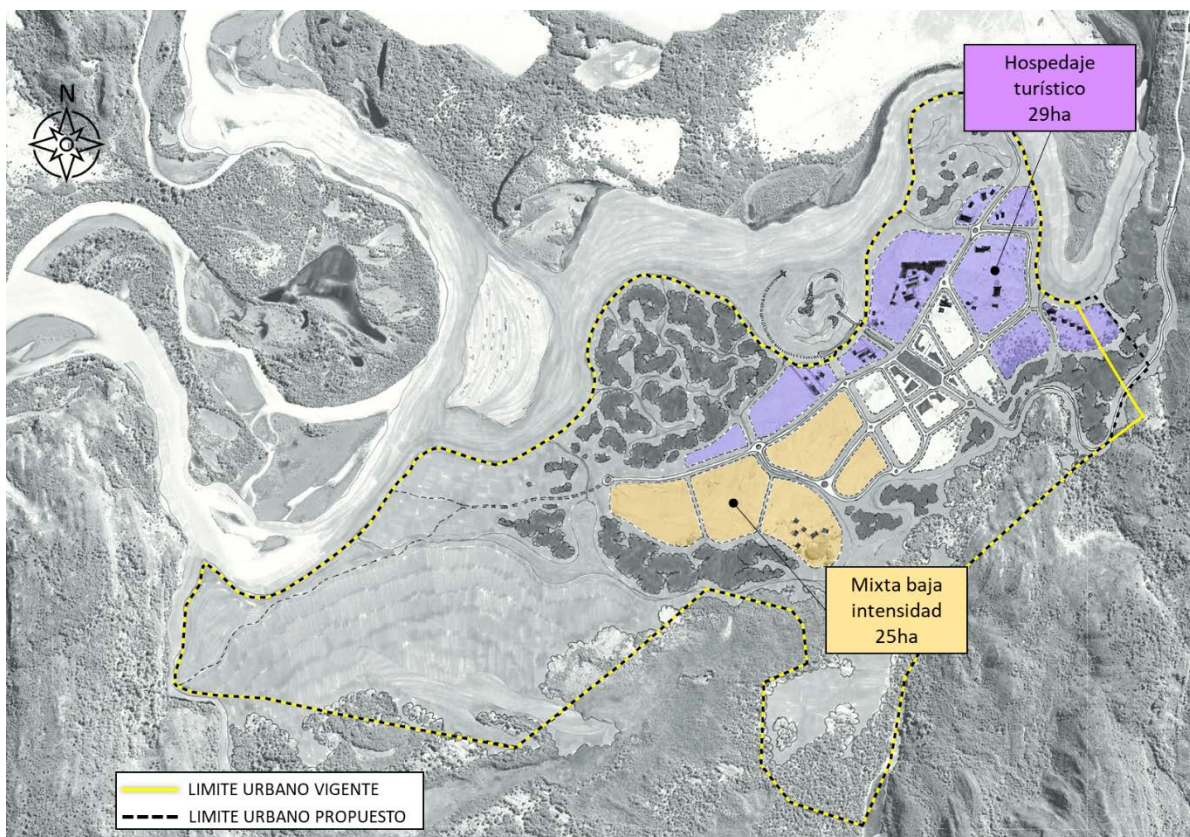 N
Hospedaje
turístico
29ha
Mixta baja
intensidad
25ha
LIMITE URBANO VIGENTE
LIMITE URBANO PROPUESTO